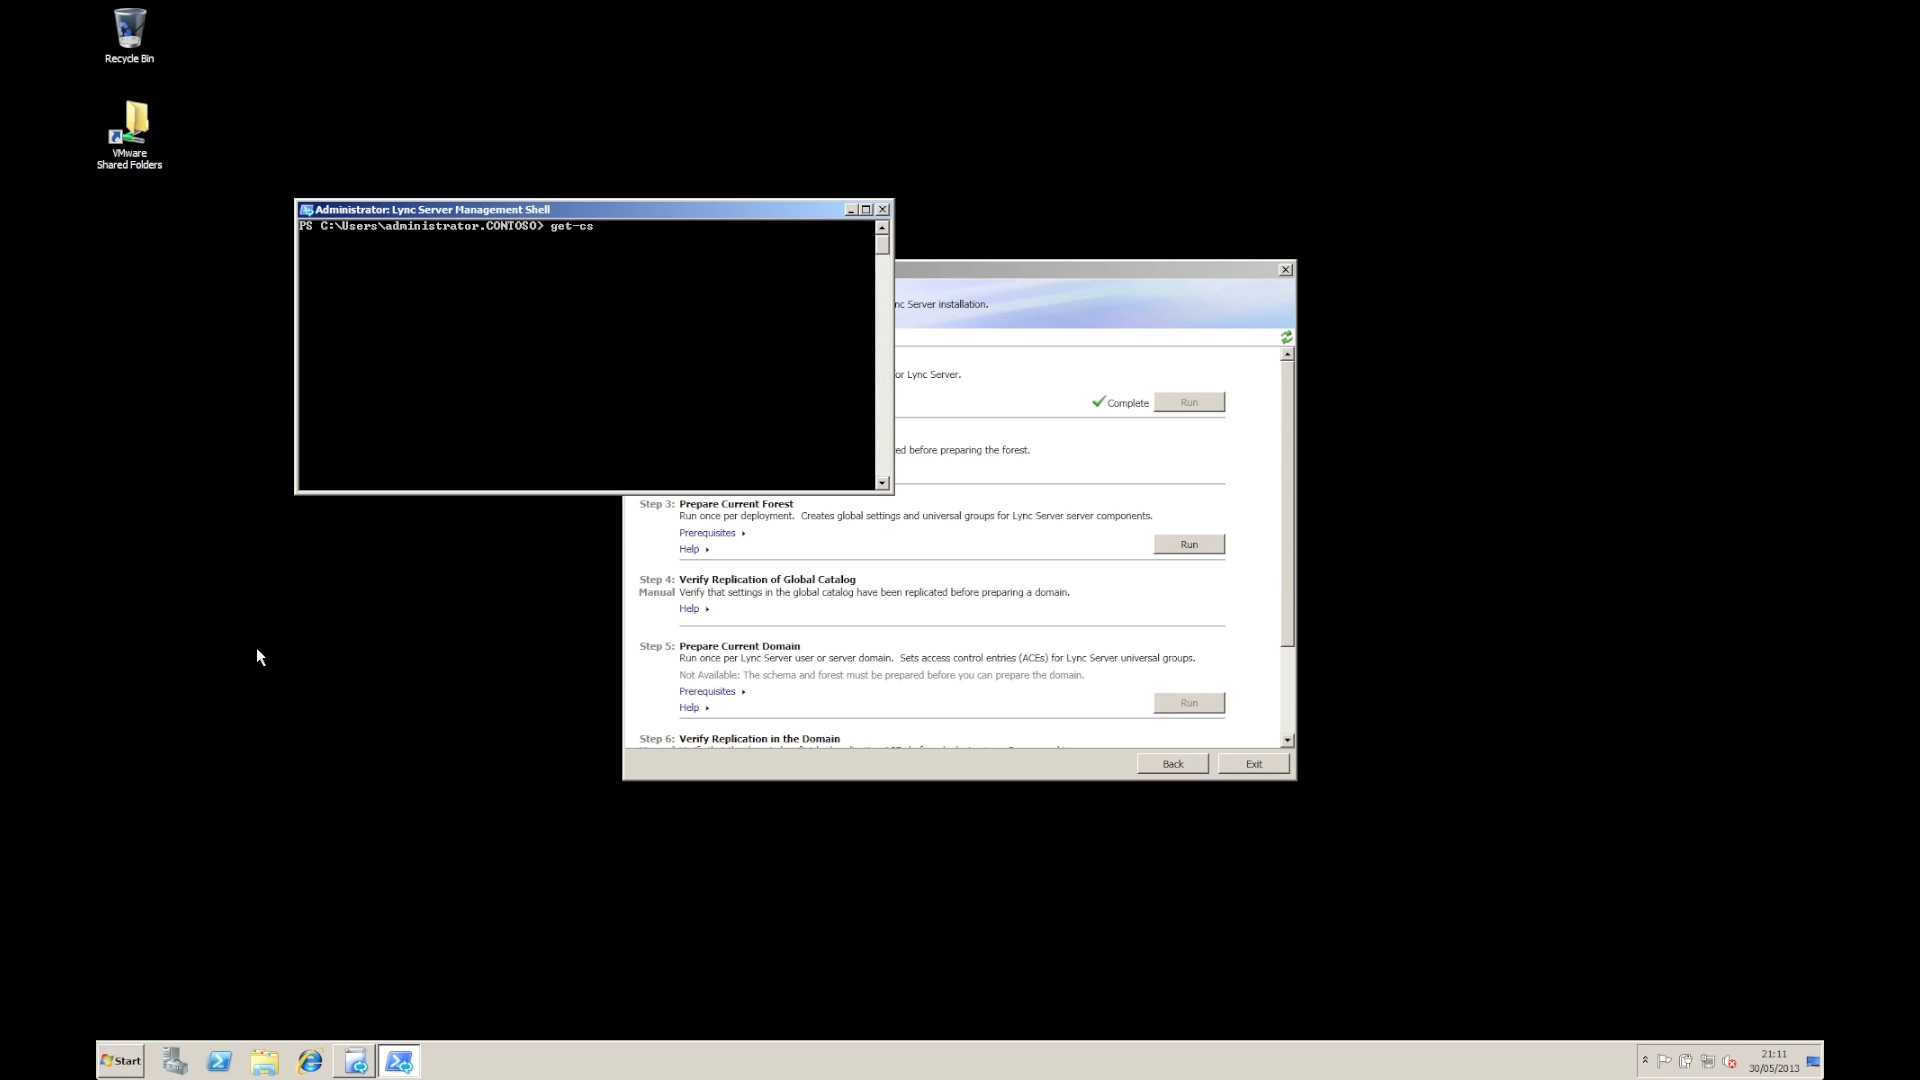 Recycle Bin
VMware
Shared Folders
Administrator: Lync Server Management Shell
PS C:\Users\administrator.CONTOSO> get-cs
nc Server installation.
or Lync Server.
Complete
Run
ed before preparing the forest.
Step 3: Prepare Current Forest
Run once per deployment. Creates global settings and universal groups for Lync Server server components.
Prerequisites
Help
Run
Step 4: Verify Replication of Global Catalog
Manual Verify that settings in the global catalog have been replicated before preparing a domain.
Help
Step 5: Prepare Current Domain
Run once per Lync Server user or server domain. Sets access control entries (ACEs) for Lync Server universal groups.
Not Available: The schema and forest must be prepared before you can prepare the domain.
Prerequisites
Help
Run
Step 6: Verify Replication in the Domain
Back
Exit
Start
21:11
30/05/2013